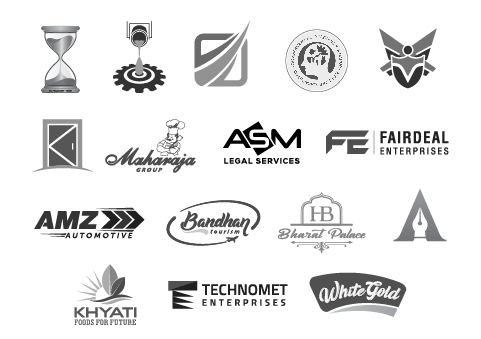 Maharaja
GROUP
ASM
LEGAL SERVICES
FE FAIRDEAL
ENTERPRISES
AMZ
AUTOMOTIVE
Bandhan
tourism
HB
Bharat Palace
KHYATI
FOODS FOR FUTURE
TECHNOMET
ENTERPRISES
White Gold